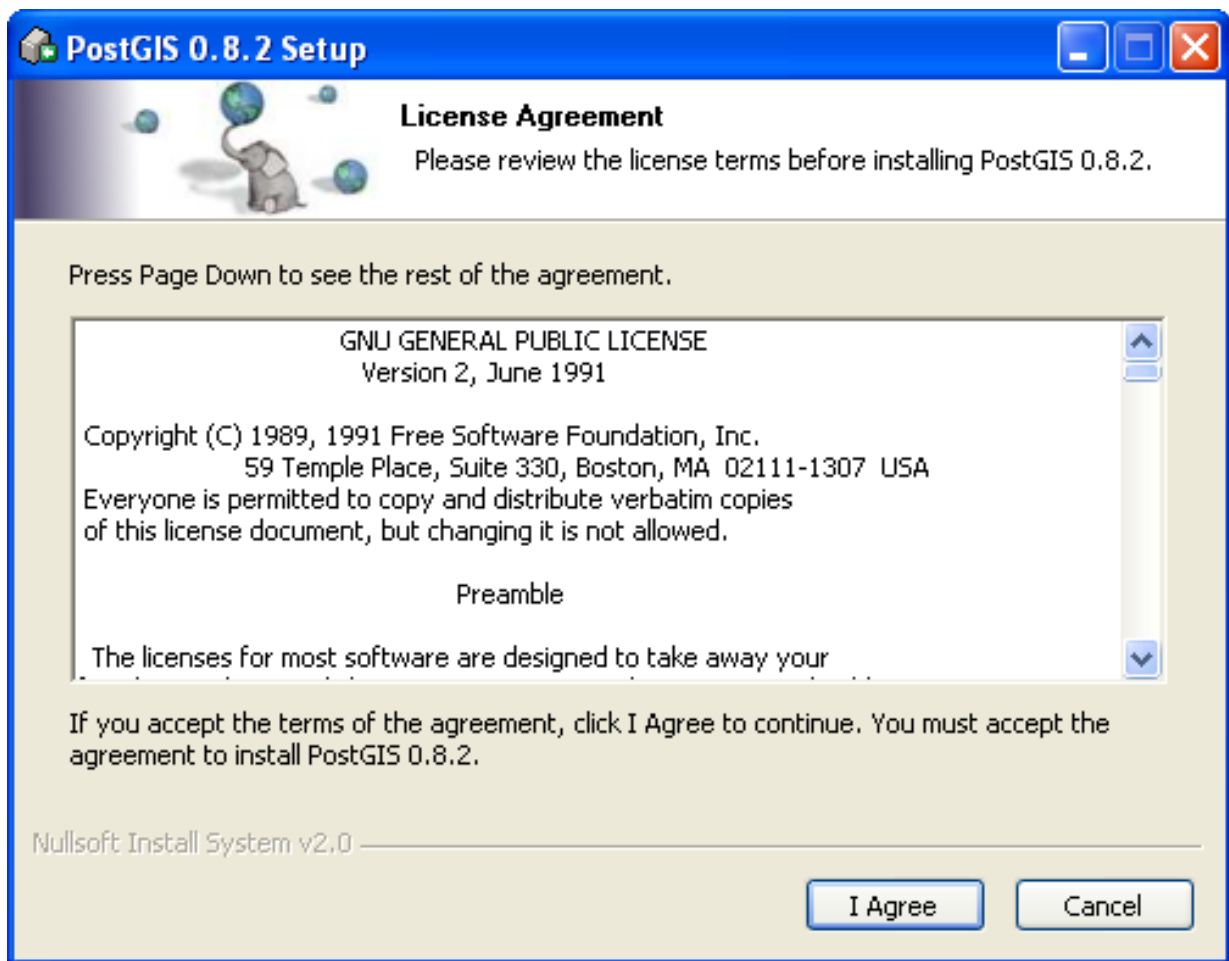 PostGIS 0.8.2 Setup
License Agreement
Please review the license terms before installing PostGIS 0.8.2.
Press Page Down to see the rest of the agreement.
GNU GENERAL PUBLIC LICENSE
Version 2, June 1991
Copyright (C) 1989, 1991 Free Software Foundation, Inc.
59 Temple Place, Suite 330, Boston, MA  02111-1307  USA
Everyone is permitted to copy and distribute verbatim copies
of this license document, but changing it is not allowed.
Preamble
The licenses for most software are designed to take away your
If you accept the terms of the agreement, click I Agree to continue. You must accept the
agreement to install PostGIS 0.8.2.
Nullsoft Install System v2.0
I Agree
Cancel